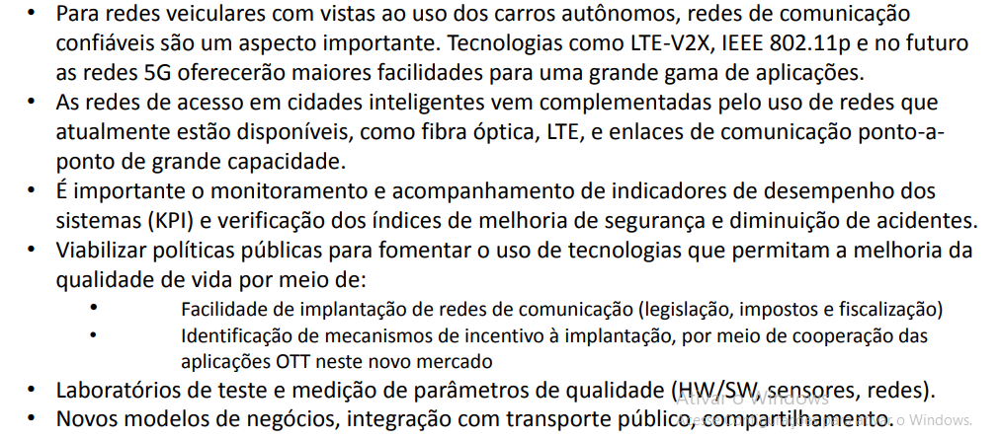 • Para redes veiculares com vistas ao uso dos carros autônomos, redes de comunicação
confiáveis são um aspecto importante. Tecnologias como LTE-V2X, IEEE 802.11p e no futuro
as redes 5G oferecerão maiores facilidades para uma grande gama de aplicações.
• As redes de acesso em cidades inteligentes vem complementadas pelo uso de redes que
atualmente estão disponíveis, como fibra óptica, LTE, e enlaces de comunicação ponto-a-
ponto de grande capacidade.
• É importante o monitoramento e acompanhamento de indicadores de desempenho dos
sistemas (KPI) e verificação dos índices de melhoria de segurança e diminuição de acidentes.
• Viabilizar políticas públicas para fomentar o uso de tecnologias que permitam a melhoria da
qualidade de vida por meio de:
• Facilidade de implantação de redes de comunicação (legislação, impostos e fiscalização)
• Identificação de mecanismos de incentivo à implantação, por meio de cooperação das
aplicações OTT neste novo mercado
• Laboratórios de teste e medição de parâmetros de qualidade (HW/SW, sensores, redes).
Ativar o Windows
• Novos modelos de negócios, integração com transporte público, compartilhamento.
Acesse Configurações para ativar o Windows.